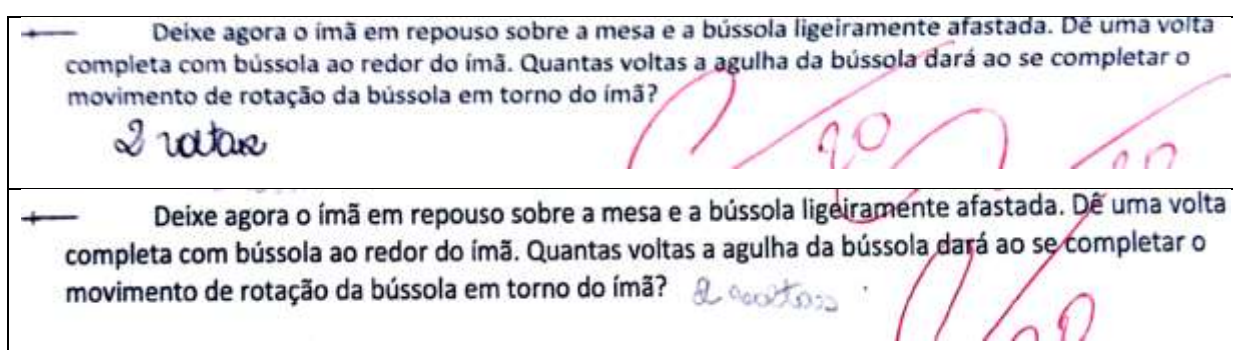 Deixe agora o ímã em repouso sobre a mesa e a bússola ligeiramente afastada. Dê uma volta
completa com bússola ao redor do ímã. Quantas voltas a agulha da bússola dará ao se completar o
movimento de rotação da bússola em torno do ímã?
2 voltas
Deixe agora o ímã em repouso sobre a mesa e a bússola ligeiramente afastada. Dê uma volta
completa com bússola ao redor do ímã. Quantas voltas a agulha da bússola dará ao se completar o
movimento de rotação da bússola em torno do ímã? 2 voltas